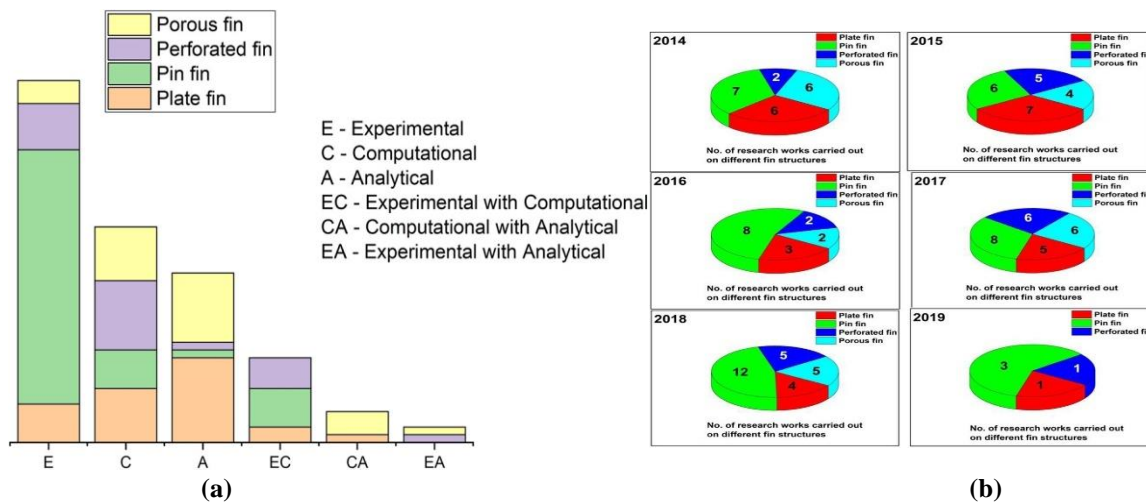 Porous fin
Perforated fin
Pin fin
Plate fin
E - Experimental
C - Computational
A - Analytical
EC - Experimental with Computational
CA - Computational with Analytical
EA - Experimental with Analytical
E C A EC CA EA
(a)
2014
Plate fin
Pin fin
Perforated fin
Porous fin
7 2 6 6
No. of research works carried out
on different fin structures
2015
Plate fin
Pin fin
Perforated fin
Porous fin
6 5 4 7
No. of research works carried out
on different fin structures
2016
Plate fin
Pin fin
Perforated fin
Porous fin
8 2 2 3
No. of research works carried out
on different fin structures
2017
Plate fin
Pin fin
Perforated fin
Porous fin
8 6 6 5
No. of research works carried out
on different fin structures
2018
Plate fin
Pin fin
Perforated fin
Porous fin
12 5 5 4
No. of research works carried out
on different fin structures
2019
Plate fin
Pin fin
Perforated fin
3 1 1
No. of research works carried out
on different fin structures
(b)